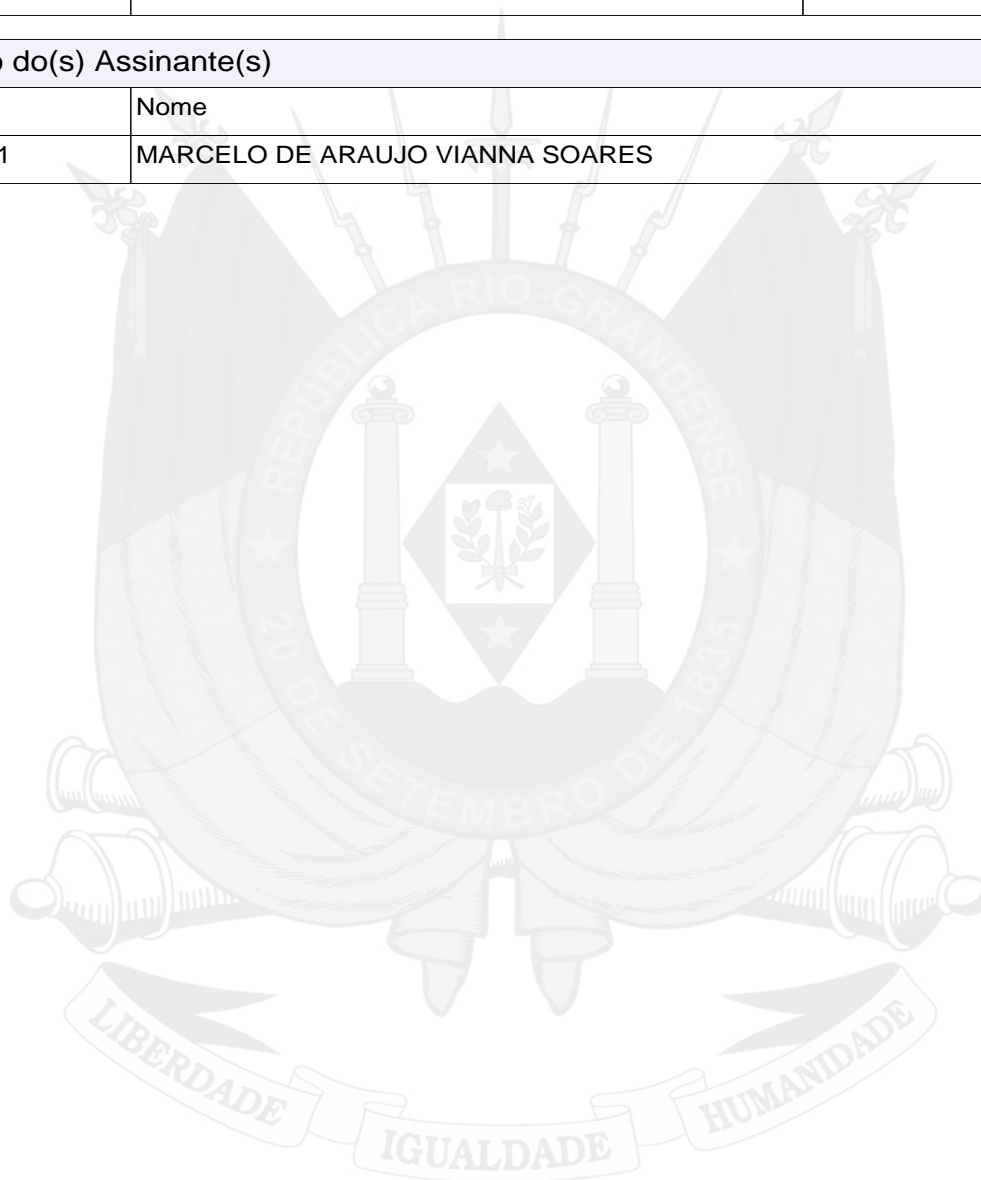 o do(s) Assinante(s)
Nome
1 MARCELO DE ARAUJO VIANNA SOARES
REPÚBLICA RIO-GRANDENSE
★ 20 DE SETEMBRO DE 1835 ★
LIBERDADE IGUALDADE HUMANIDADE